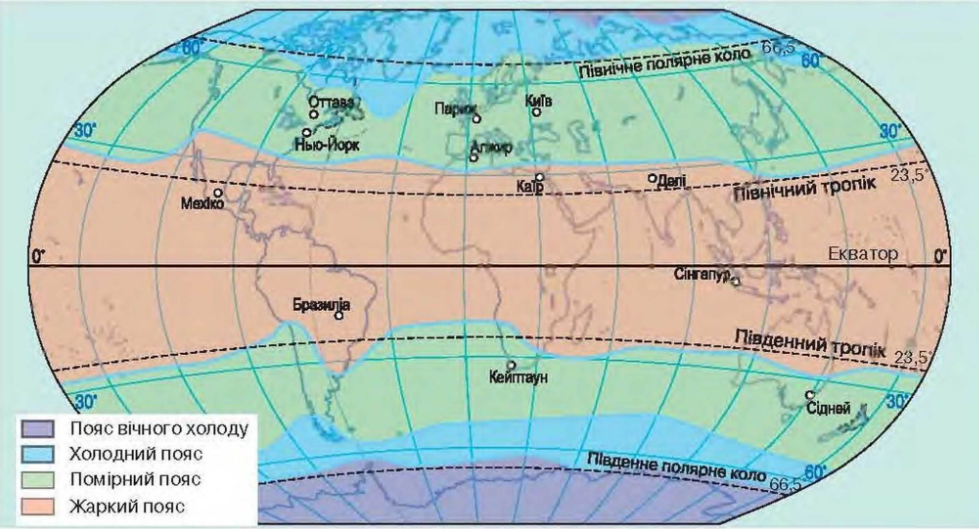 66,5°
60°
60°
Північне полярне коло
Оттава
Париж
Київ
30°
30°
Нью-Йорк
Алжир
23,5°
Каїр
Делі
Північний тропік
Мехіко
0°
Екватор
0°
Сінгапур
Бразиліа
Південний тропік
23,5°
Кейптаун
30°
30°
Сідней
Пояс вічного холоду
Холодний пояс
Помірний пояс
Жаркий пояс
Південне полярне коло
60°
66,5°